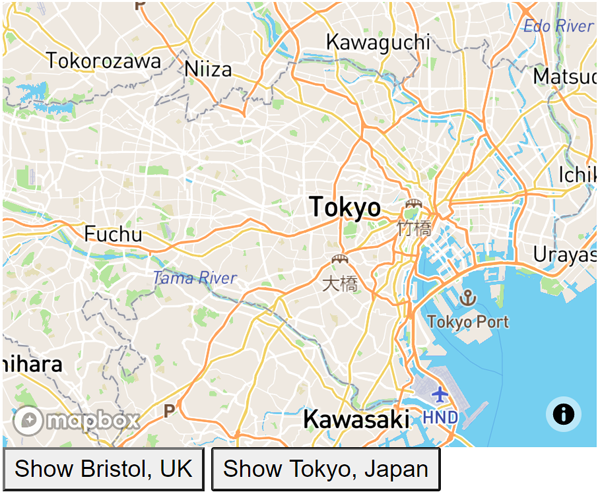 P
Edo River
Kawaguchi
Tokorozawa
Niiza
Matsud
Ichik
Tokyo
竹橋
Fuchu
Urayas
Tama River
大橋
Tokyo Port
nihara
P
Kawasaki
HND
mapbox
i
Show Bristol, UK
Show Tokyo, Japan